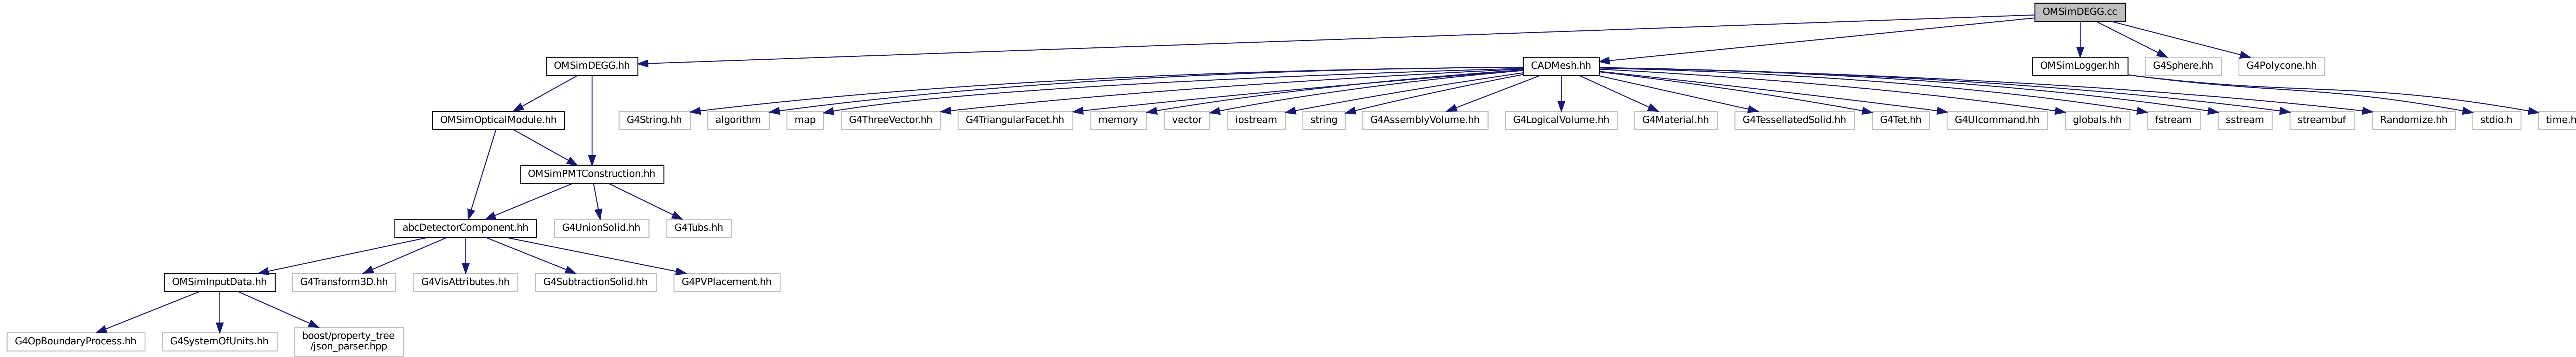 OMSimDEGG.cc
OMSimDEGG.hh
CADMesh.hh
OMSimLogger.hh
G4Sphere.hh
G4Polycone.hh
OMSimOpticalModule.hh
G4String.hh
algorithm
map
G4ThreeVector.hh
G4TriangularFacet.hh
memory
vector
iostream
string
G4AssemblyVolume.hh
G4LogicalVolume.hh
G4Material.hh
G4TessellatedSolid.hh
G4Tet.hh
G4UIcommand.hh
globals.hh
fstream
sstream
streambuf
Randomize.hh
stdio.h
time.h
OMSimPMTConstruction.hh
abcDetectorComponent.hh
G4UnionSolid.hh
G4Tubs.hh
OMSimInputData.hh
G4Transform3D.hh
G4VisAttributes.hh
G4SubtractionSolid.hh
G4PVPlacement.hh
G4OpBoundaryProcess.hh
G4SystemOfUnits.hh
boost/property_tree
/json_parser.hpp